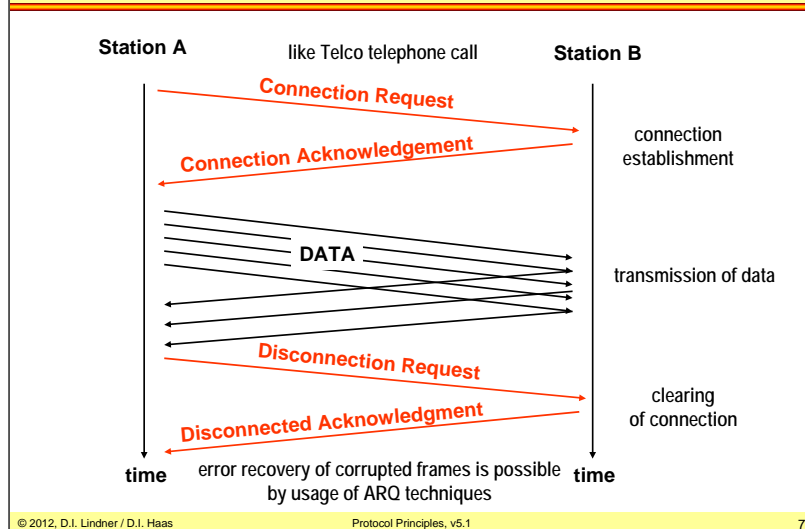 Station A
like Telco telephone call
Station B
Connection Request
connection
establishment
Connection Acknowledgement
DATA
transmission of data
Disconnection Request
clearing
of connection
Disconnected Acknowledgment
time
error recovery of corrupted frames is possible
by usage of ARQ techniques
time
© 2012, D.I. Lindner / D.I. Haas
Protocol Principles, v5.1
7